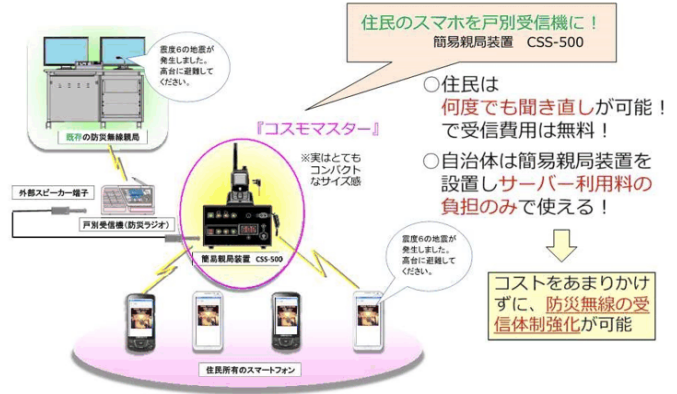 住民のスマホを戸別受信機に！
簡易親局装置　CSS-500
震度6の地震が
発生しました。
高台に避難して
ください。
既存の防災無線親局
『コスモマスター』
※実はとても
コンパクト
なサイズ感
外部スピーカー端子
戸別受信機(防災ラジオ)
簡易親局装置　CSS-500
震度6の地震が
発生しました。
高台に避難して
ください。
住民所有のスマートフォン
○住民は
何度でも聞き直しが可能！
で受信費用は無料！
○自治体は簡易親局装置を
設置しサーバー利用料の
負担のみで使える！
コストをあまりかけ
ずに、防災無線の受
信体制強化が可能